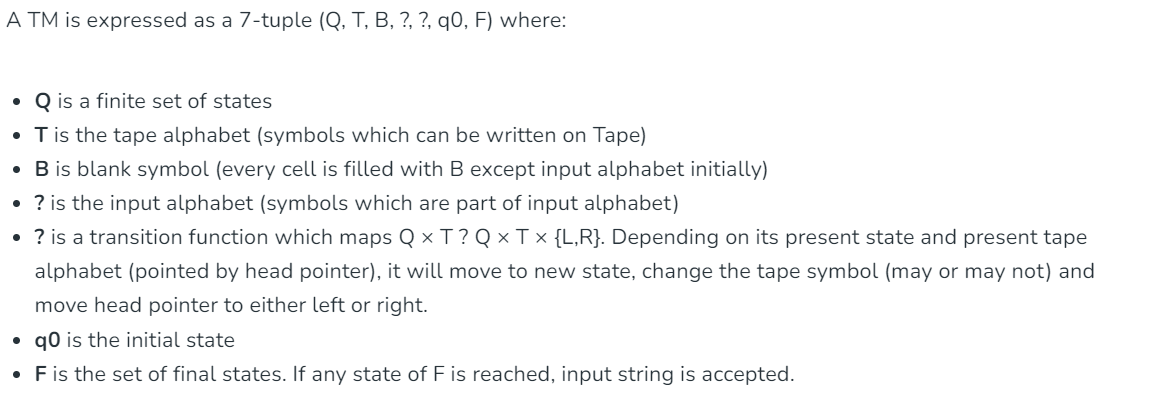 A TM is expressed as a 7-tuple (Q, T, B, ?, ?, q0, F) where:
• Q is a finite set of states
• T is the tape alphabet (symbols which can be written on Tape)
• B is blank symbol (every cell is filled with B except input alphabet initially)
• ? is the input alphabet (symbols which are part of input alphabet)
• ? is a transition function which maps Q × T ? Q × T × {L,R}. Depending on its present state and present tape
alphabet (pointed by head pointer), it will move to new state, change the tape symbol (may or may not) and
move head pointer to either left or right.
• q0 is the initial state
• F is the set of final states. If any state of F is reached, input string is accepted.